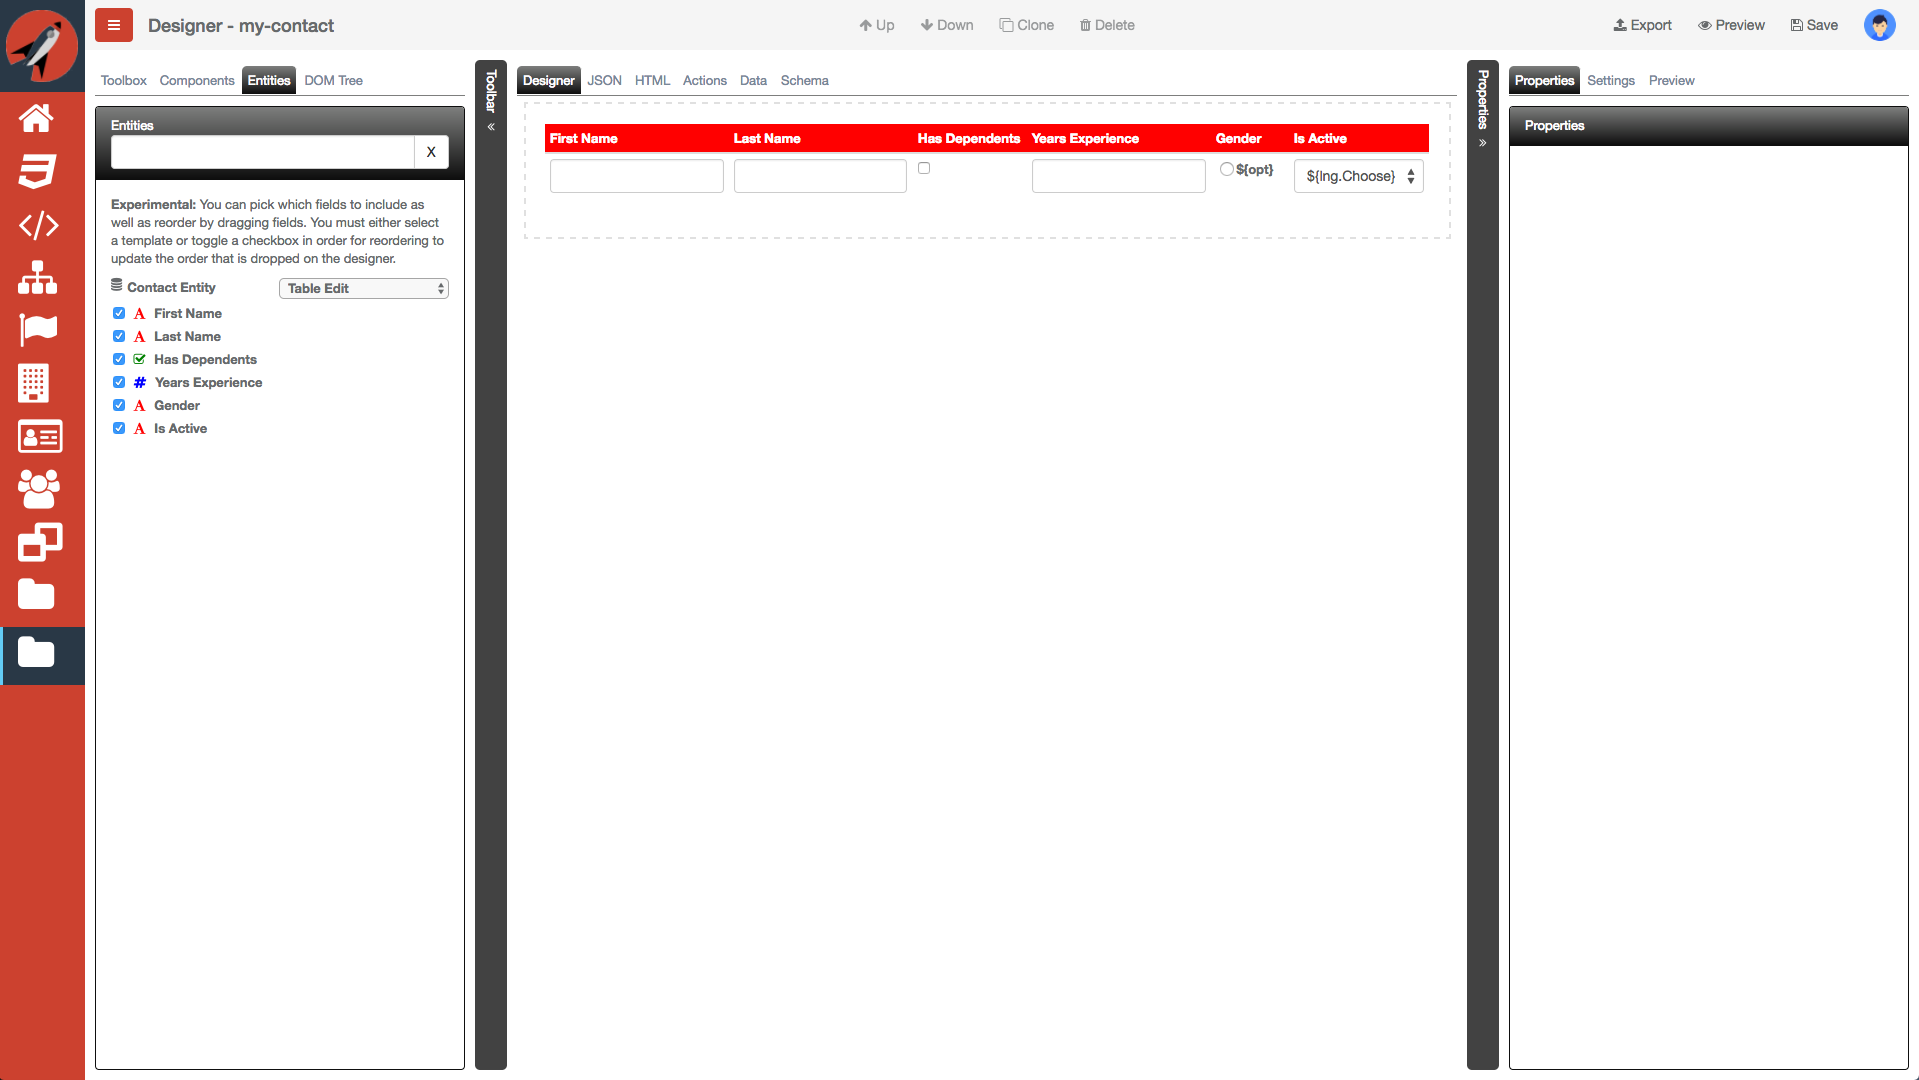 Designer - my-contact
Up Down Clone Delete
Export Preview Save
Toolbox Components Entities DOM Tree
Entities
X
Experimental: You can pick which fields to include as
well as reorder by dragging fields. You must either select
a template or toggle a checkbox in order for reordering to
update the order that is dropped on the designer.
Contact Entity Table Edit
A First Name
A Last Name
Has Dependents
# Years Experience
A Gender
A Is Active
Toolbar «
Designer JSON HTML Actions Data Schema
First Name Last Name Has Dependents Years Experience Gender Is Active
${opt} ${lng.Choose}
Properties »
Properties Settings Preview
Properties